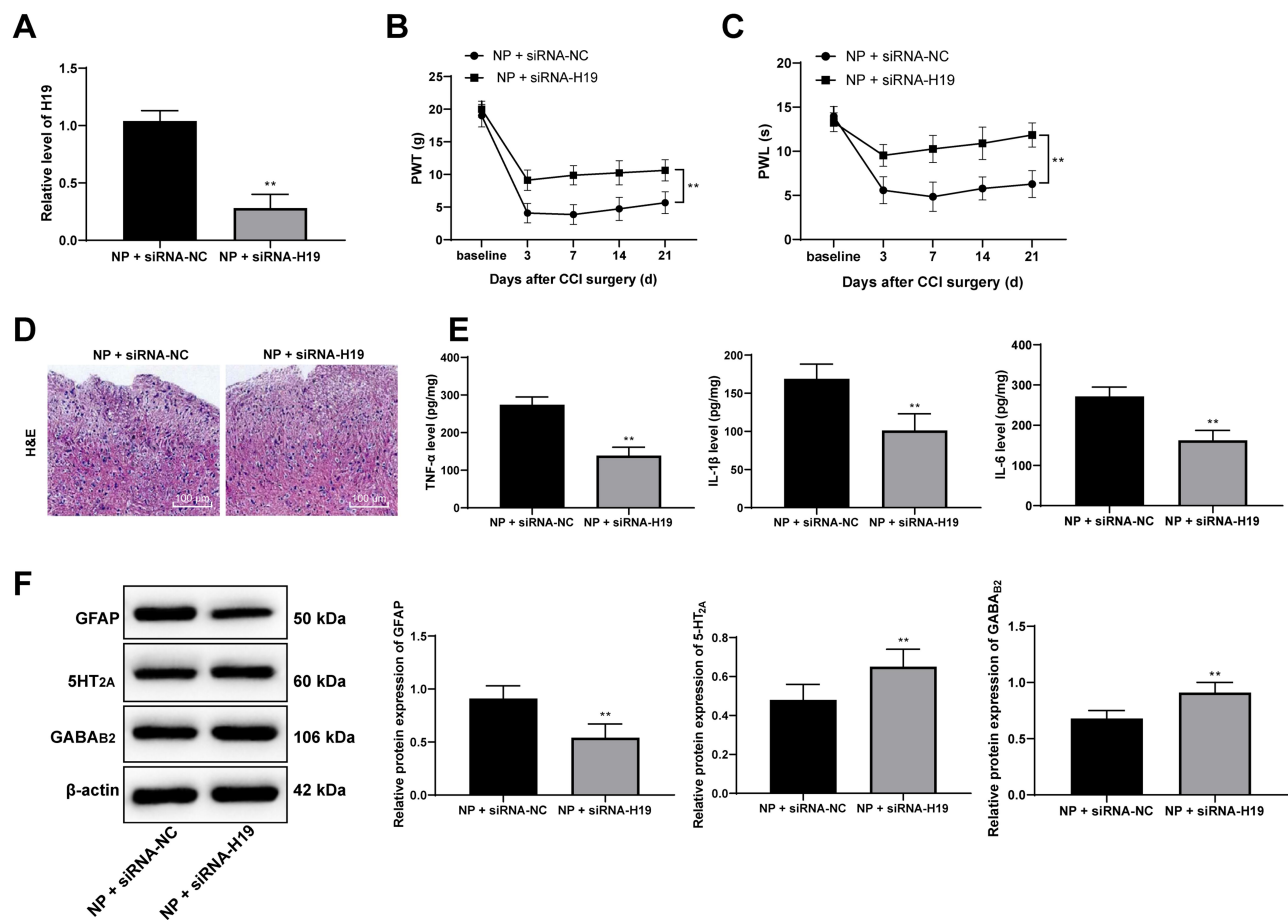 A
Relative level of H19
1.5
1.0
0.5
0.0
**
NP + siRNA-NC
NP + siRNA-H19
B
NP + siRNA-NC
NP + siRNA-H19
PWT (g)
25
20
15
10
5
0
**
baseline 3 7 14 21
Days after CCI surgery (d)
C
NP + siRNA-NC
NP + siRNA-H19
PWL (s)
20
15
10
5
0
**
baseline 3 7 14 21
Days after CCI surgery (d)
D
NP + siRNA-NC
NP + siRNA-H19
H&E
100 μm
100 μm
E
TNF-α level (pg/mg)
400
300
200
100
0
**
NP + siRNA-NC
NP + siRNA-H19
IL-1β level (pg/mg)
200
150
100
50
0
**
NP + siRNA-NC
NP + siRNA-H19
IL-6 level (pg/mg)
400
300
200
100
0
**
NP + siRNA-NC
NP + siRNA-H19
F
GFAP 50 kDa
5HT2A 60 kDa
GABAB2 106 kDa
β-actin 42 kDa
NP + siRNA-NC
NP + siRNA-H19
Relative protein expression of GFAP
1.5
1.0
0.5
0.0
**
NP + siRNA-NC
NP + siRNA-H19
Relative protein expression of 5-HT2A
0.8
0.6
0.4
0.2
0.0
**
NP + siRNA-NC
NP + siRNA-H19
Relative protein expression of GABAB2
1.5
1.0
0.5
0.0
**
NP + siRNA-NC
NP + siRNA-H19